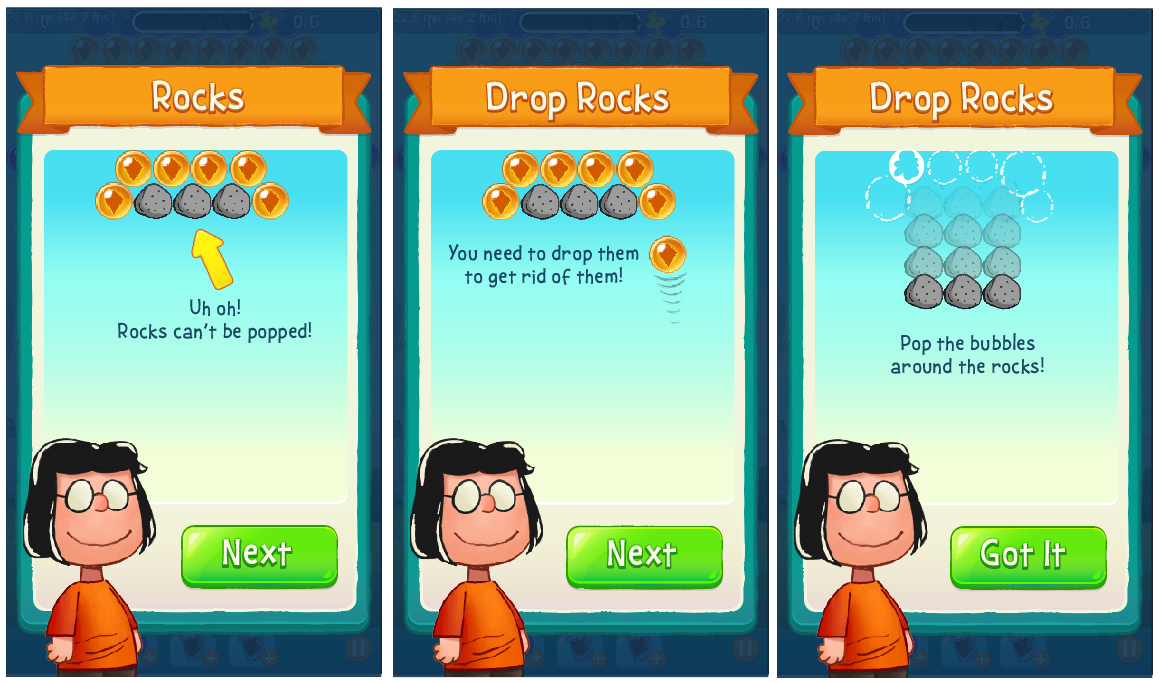 22.6 ms (44.2 fps)
0/6
Rocks
Uh oh!
Rocks can't be popped!
Next
22.6 ms (44.2 fps)
0/6
Drop Rocks
You need to drop them
to get rid of them!
Next
22.6 ms (44.2 fps)
0/6
Drop Rocks
Pop the bubbles
around the rocks!
Got It